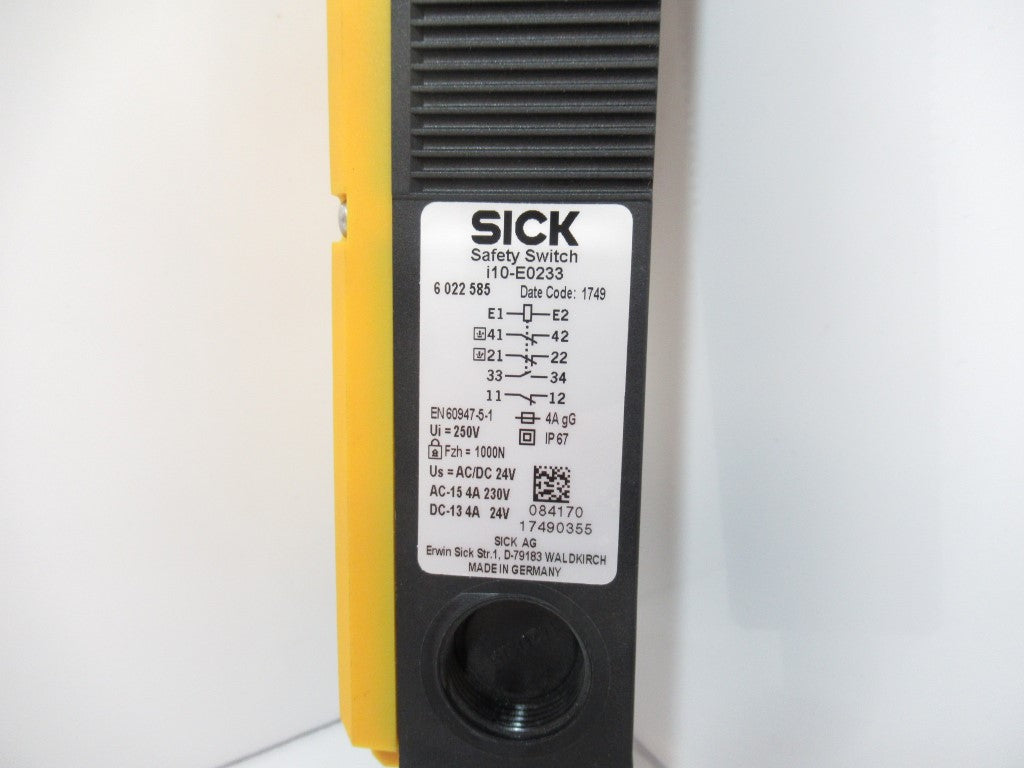 SICK
Safety Switch
i10-E0233
6 022 585 Date Code: 1749
E1 E2
41 42
21 22
33 34
11 12
EN 60947-5-1 4A gG
Ui = 250V IP 67
Fzh = 1000N
Us = AC/DC 24V
AC-15 4A 230V
DC-13 4A 24V 084170
17490355
SICK AG
Erwin Sick Str.1, D-79183 WALDKIRCH
MADE IN GERMANY